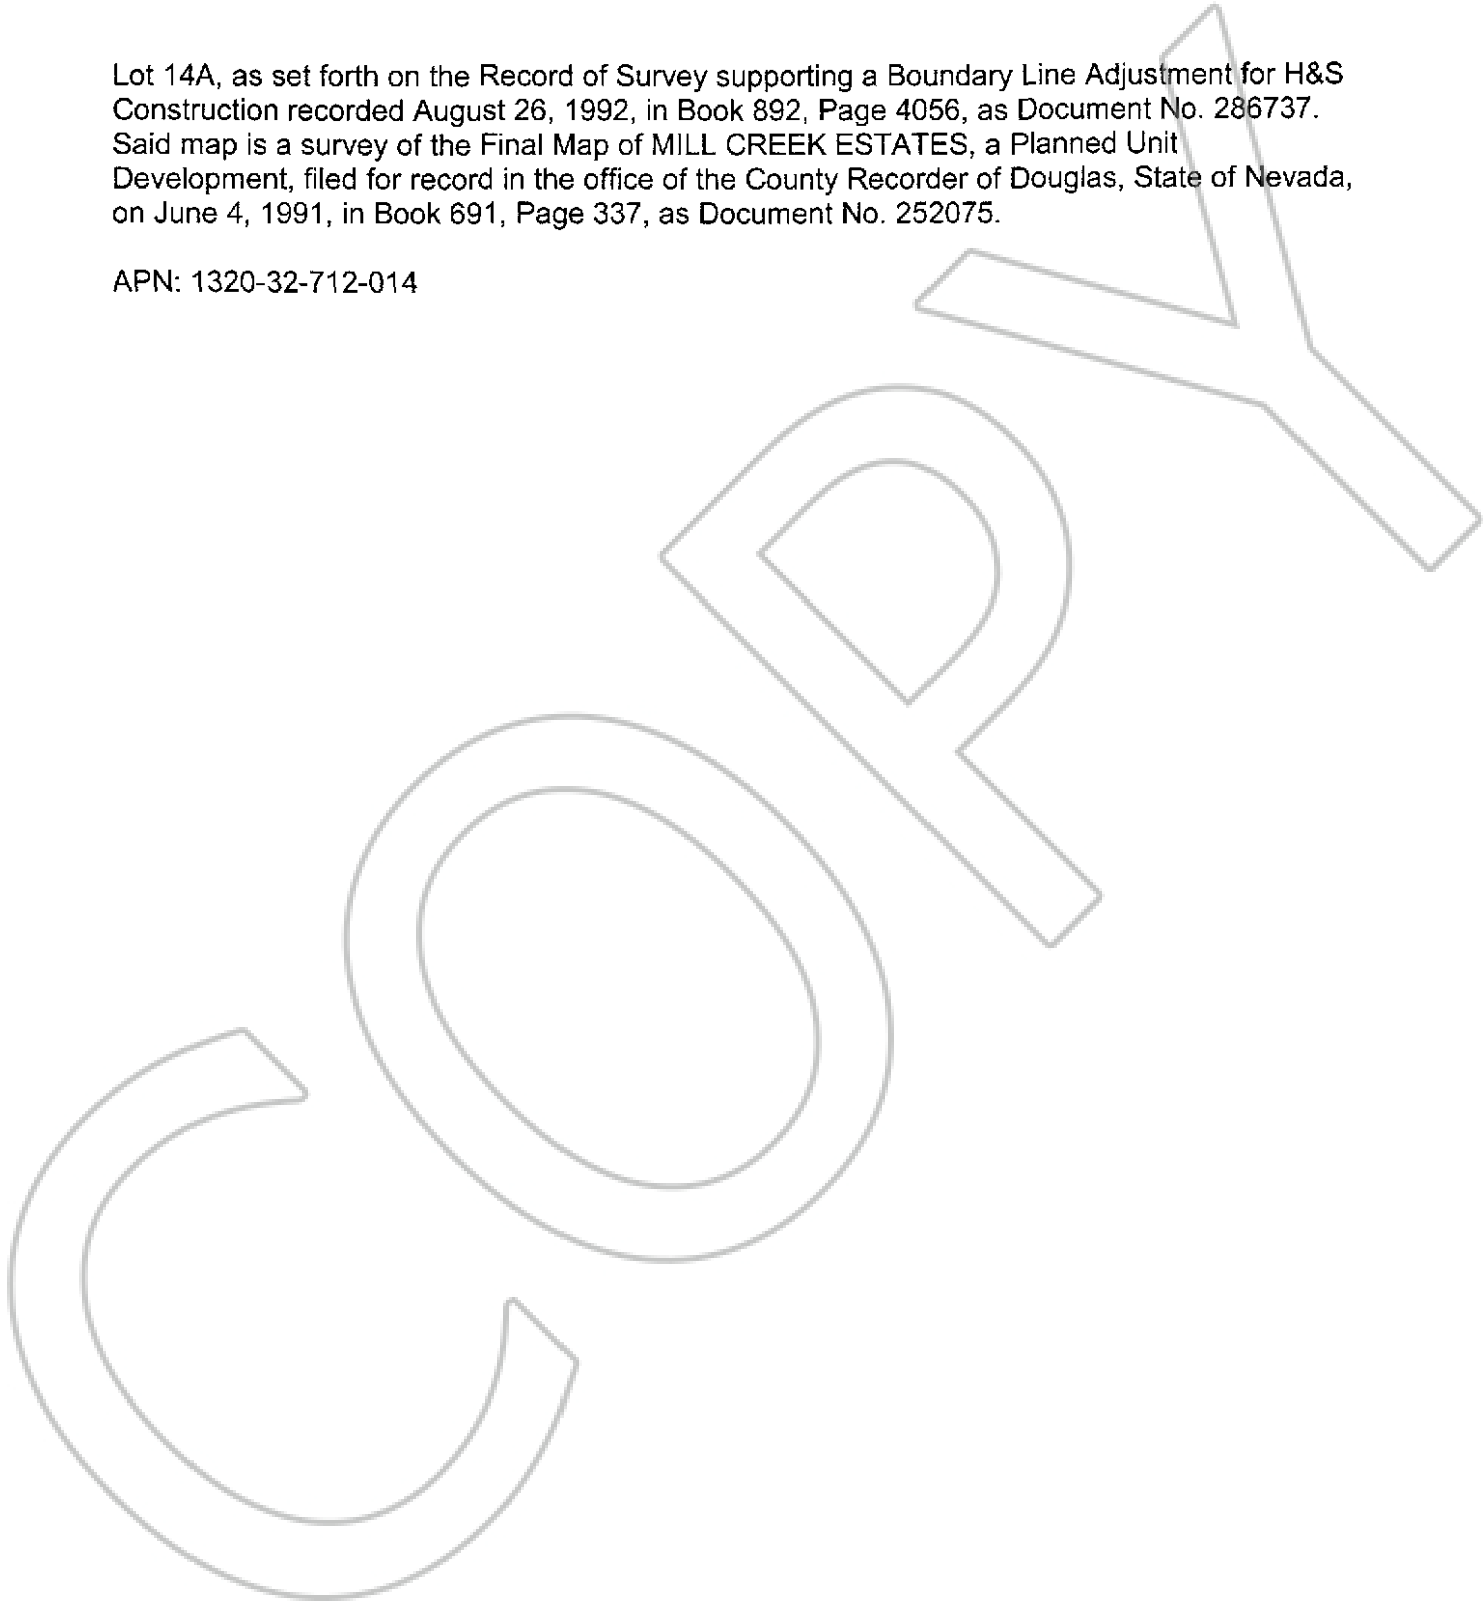 Lot 14A, as set forth on the Record of Survey supporting a Boundary Line Adjustment for H&S
Construction recorded August 26, 1992, in Book 892, Page 4056, as Document No. 286737.
Said map is a survey of the Final Map of MILL CREEK ESTATES, a Planned Unit
Development, filed for record in the office of the County Recorder of Douglas, State of Nevada,
on June 4, 1991, in Book 691, Page 337, as Document No. 252075.
APN: 1320-32-712-014
COPY